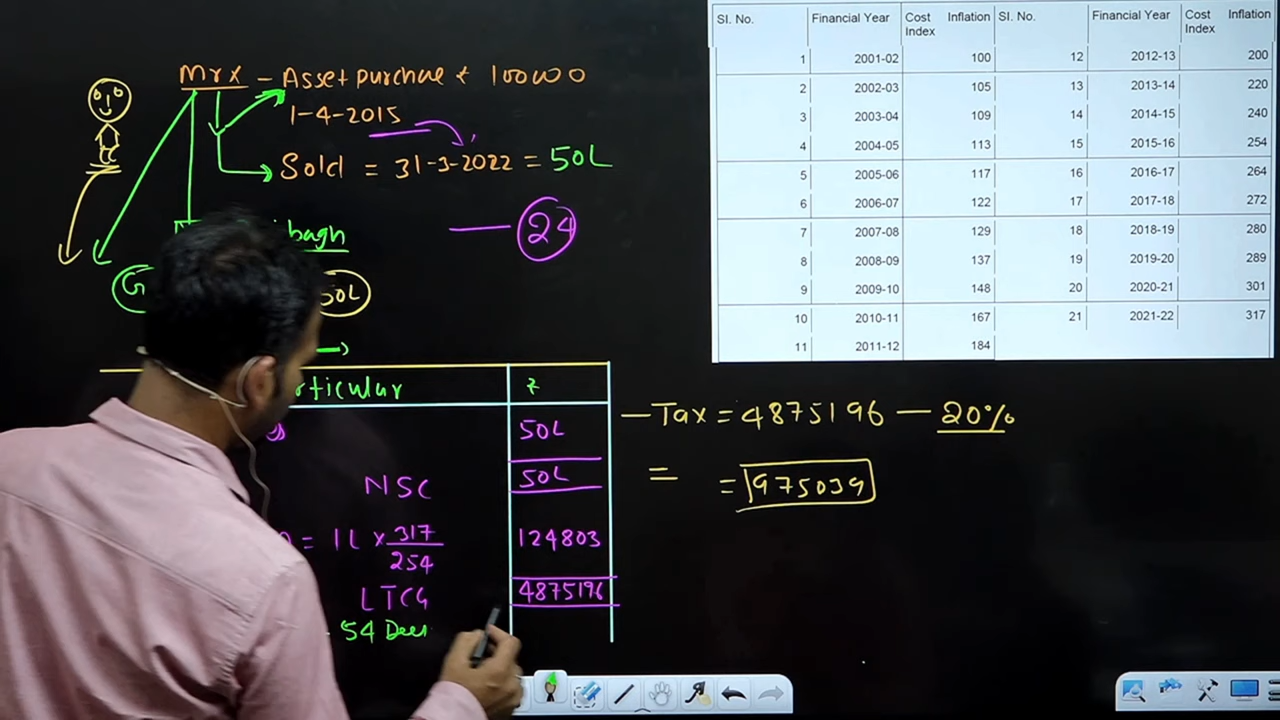 Mrx - Asset purchase ₹ 100000
1-4-2015
Sold = 31-3-2022 = 50L
bagh
24
50L
rticular ₹
50L
NSC 50L
= 1L x 317/254 124803
LTCG 4875196
54 Deer
- Tax = 4875196 - 20%
=
= 975039
Sl. No. Financial Year Cost Inflation Index Sl. No. Financial Year Cost Inflation Index
1 2001-02 100 12 2012-13 200
2 2002-03 105 13 2013-14 220
3 2003-04 109 14 2014-15 240
4 2004-05 113 15 2015-16 254
5 2005-06 117 16 2016-17 264
6 2006-07 122 17 2017-18 272
7 2007-08 129 18 2018-19 280
8 2008-09 137 19 2019-20 289
9 2009-10 148 20 2020-21 301
10 2010-11 167 21 2021-22 317
11 2011-12 184